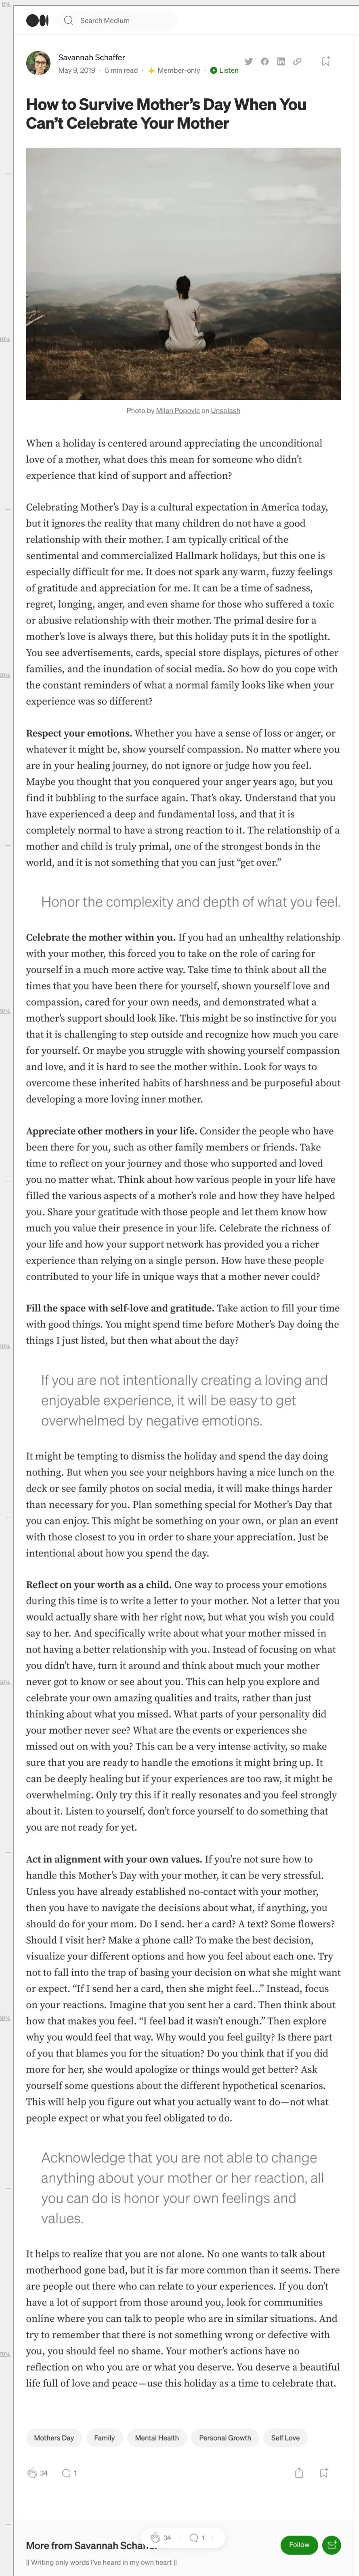 Search Medium
Savannah Schaffer
May 9, 2019 · 5 min read · Member-only · Listen
How to Survive Mother’s Day When You
Can’t Celebrate Your Mother
Photo by Milan Popovic on Unsplash
When a holiday is centered around appreciating the unconditional
love of a mother, what does this mean for someone who didn’t
experience that kind of support and affection?
Celebrating Mother’s Day is a cultural expectation in America today,
but it ignores the reality that many children do not have a good
relationship with their mother. I am typically critical of the
sentimental and commercialized Hallmark holidays, but this one is
especially difficult for me. It does not spark any warm, fuzzy feelings
of gratitude and appreciation for me. It can be a time of sadness,
regret, longing, anger, and even shame for those who suffered a toxic
or abusive relationship with their mother. The primal desire for a
mother’s love is always there, but this holiday puts it in the spotlight.
You see advertisements, cards, special store displays, pictures of other
families, and the inundation of social media. So how do you cope with
the constant reminders of what a normal family looks like when your
experience was so different?
Respect your emotions. Whether you have a sense of loss or anger, or
whatever it might be, show yourself compassion. No matter where you
are in your healing journey, do not ignore or judge how you feel.
Maybe you thought that you conquered your anger years ago, but you
find it bubbling to the surface again. That’s okay. Understand that you
have experienced a deep and fundamental loss, and that it is
completely normal to have a strong reaction to it. The relationship of a
mother and child is truly primal, one of the strongest bonds in the
world, and it is not something that you can just “get over.”
Honor the complexity and depth of what you feel.
Celebrate the mother within you. If you had an unhealthy relationship
with your mother, this forced you to take on the role of caring for
yourself in a much more active way. Take time to think about all the
times that you have been there for yourself, shown yourself love and
compassion, cared for your own needs, and demonstrated what a
mother’s support should look like. This might be so instinctive for you
that it is challenging to step outside and recognize how much you care
for yourself. Or maybe you struggle with showing yourself compassion
and love, and it is hard to see the mother within. Look for ways to
overcome these inherited habits of harshness and be purposeful about
developing a more loving inner mother.
Appreciate other mothers in your life. Consider the people who have
been there for you, such as other family members or friends. Take
time to reflect on your journey and those who supported and loved
you no matter what. Think about how various people in your life have
filled the various aspects of a mother’s role and how they have helped
you. Share your gratitude with those people and let them know how
much you value their presence in your life. Celebrate the richness of
your life and how your support network has provided you a richer
experience than relying on a single person. How have these people
contributed to your life in unique ways that a mother never could?
Fill the space with self-love and gratitude. Take action to fill your time
with good things. You might spend time before Mother’s Day doing the
things I just listed, but then what about the day?
If you are not intentionally creating a loving and
enjoyable experience, it will be easy to get
overwhelmed by negative emotions.
It might be tempting to dismiss the holiday and spend the day doing
nothing. But when you see your neighbors having a nice lunch on the
deck or see family photos on social media, it will make things harder
than necessary for you. Plan something special for Mother’s Day that
you can enjoy. This might be something on your own, or plan an event
with those closest to you in order to share your appreciation. Just be
intentional about how you spend the day.
Reflect on your worth as a child. One way to process your emotions
during this time is to write a letter to your mother. Not a letter that you
would actually share with her right now, but what you wish you could
say to her. And specifically write about what your mother missed in
not having a better relationship with you. Instead of focusing on what
you didn’t have, turn it around and think about much your mother
never got to know or see about you. This can help you explore and
celebrate your own amazing qualities and traits, rather than just
thinking about what you missed. What parts of your personality did
your mother never see? What are the events or experiences she
missed out on with you? This can be a very intense activity, so make
sure that you are ready to handle the emotions it might bring up. It
can be deeply healing but if your experiences are too raw, it might be
overwhelming. Only try this if it really resonates and you feel strongly
about it. Listen to yourself, don’t force yourself to do something that
you are not ready for yet.
Act in alignment with your own values. If you’re not sure how to
handle this Mother’s Day with your mother, it can be very stressful.
Unless you have already established no-contact with your mother,
then you have to navigate the decisions about what, if anything, you
should do for your mom. Do I send. her a card? A text? Some flowers?
Should I visit her? Make a phone call? To make the best decision,
visualize your different options and how you feel about each one. Try
not to fall into the trap of basing your decision on what she might want
or expect. “If I send her a card, then she might feel…” Instead, focus
on your reactions. Imagine that you sent her a card. Then think about
how that makes you feel. “I feel bad it wasn’t enough.” Then explore
why you would feel that way. Why would you feel guilty? Is there part
of you that blames you for the situation? Do you think that if you did
more for her, she would apologize or things would get better? Ask
yourself some questions about the different hypothetical scenarios.
This will help you figure out what you actually want to do — not what
people expect or what you feel obligated to do.
Acknowledge that you are not able to change
anything about your mother or her reaction, all
you can do is honor your own feelings and
values.
It helps to realize that you are not alone. No one wants to talk about
motherhood gone bad, but it is far more common than it seems. There
are people out there who can relate to your experiences. If you don’t
have a lot of support from those around you, look for communities
online where you can talk to people who are in similar situations. And
try to remember that there is not something wrong or defective with
you, you should feel no shame. Your mother’s actions have no
reflection on who you are or what you deserve. You deserve a beautiful
life full of love and peace — use this holiday as a time to celebrate that.
Mothers Day Family Mental Health Personal Growth Self Love
34 1
34 1
More from Savannah Follow
|| Writing only words I’ve heard in my own heart ||